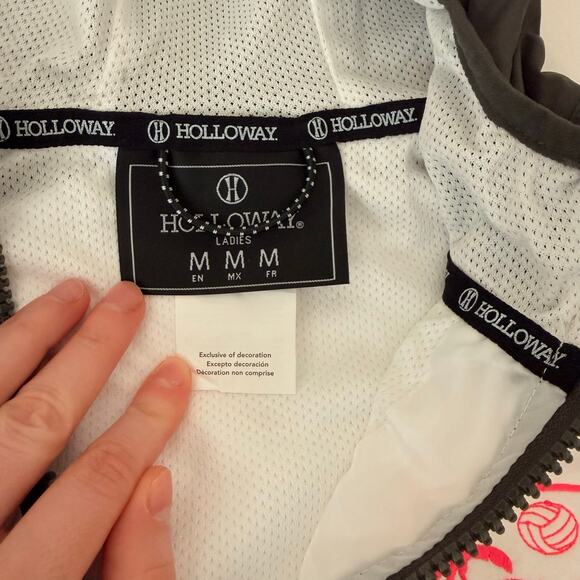 HOLLOWAY. HOLLOWAY. HOLLOWAY.
H
HOLLOWAY®
LADIES
M M M
EN MX FR
Exclusive of decoration
Excepto decoración
Décoration non comprise
HOLLOWAY